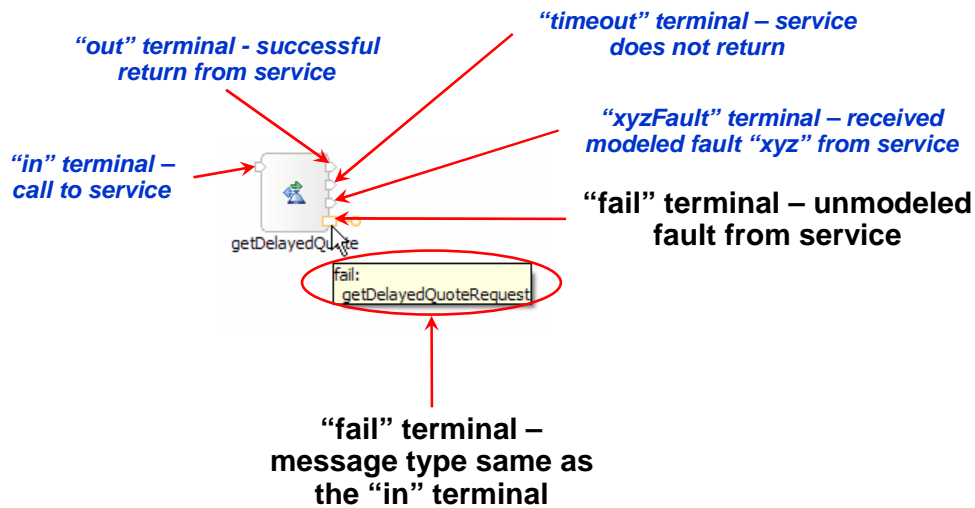 “out” terminal - successful
return from service
“timeout” terminal – service
does not return
“xyzFault” terminal – received
modeled fault “xyz” from service
“in” terminal –
call to service
“fail” terminal – unmodeled
fault from service
getDelayedQuote
fail:
getDelayedQuoteRequest
“fail” terminal –
message type same as
the “in” terminal